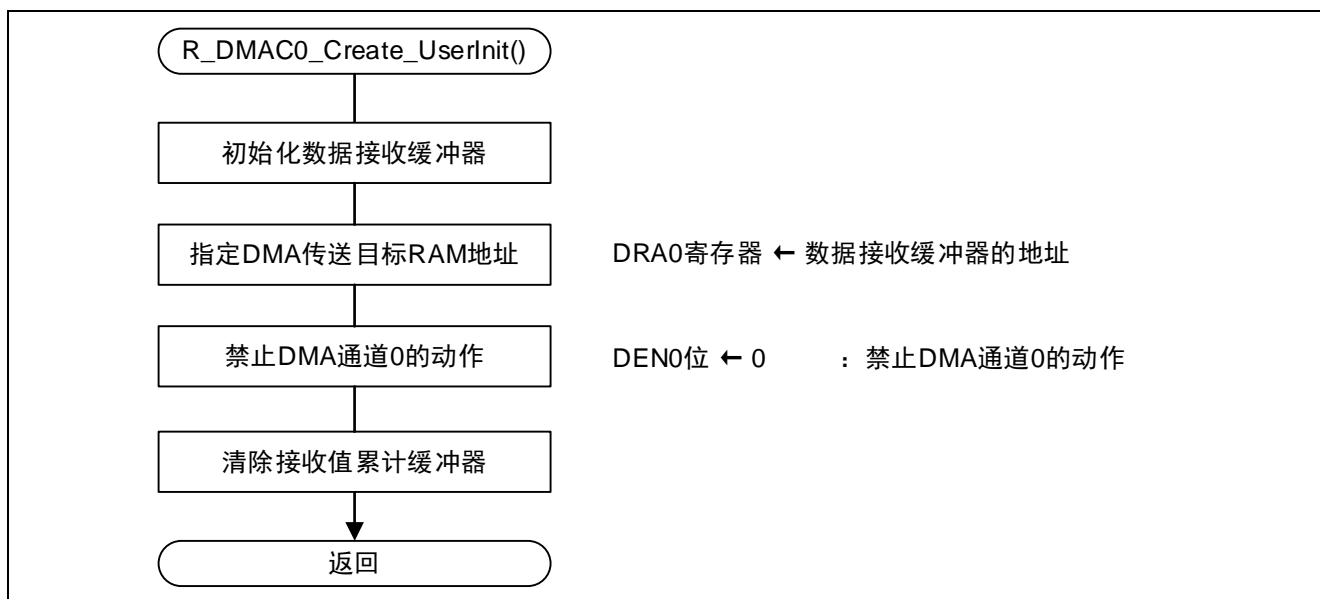 R_DMAC0_Create_UserInit()
初始化数据接收缓冲器
指定DMA传送目标RAM地址 DRA0寄存器 ← 数据接收缓冲器的地址
禁止DMA通道0的动作 DEN0位 ← 0 ：禁止DMA通道0的动作
清除接收值累计缓冲器
返回